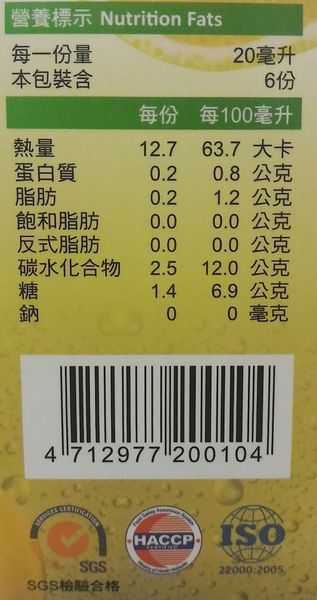 營養標示 Nutrition Fats
每一份量 20毫升
本包裝含 6份
每份 每100毫升
熱量 12.7 63.7 大卡
蛋白質 0.2 0.8 公克
脂肪 0.2 1.2 公克
飽和脂肪 0.0 0.0 公克
反式脂肪 0.0 0.0 公克
碳水化合物 2.5 12.0 公克
糖 1.4 6.9 公克
鈉 0 0 毫克
4 712977 200104
SERVICES CERTIFICATION
SGS
SGS檢驗合格
HACCP
CERTIFIED
ISO
22000:2005